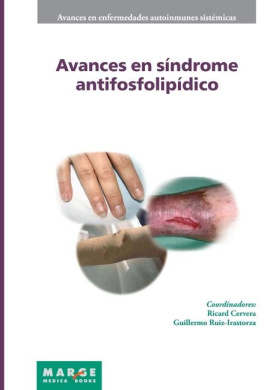 Avances en enfermedades autoinmunes sistémicas
Avances en síndrome
antifosfolipídico
Coordinadores:
Ricard Cervera
Guillermo Ruiz-Irastorza
MARGE
MEDICA BOOKS